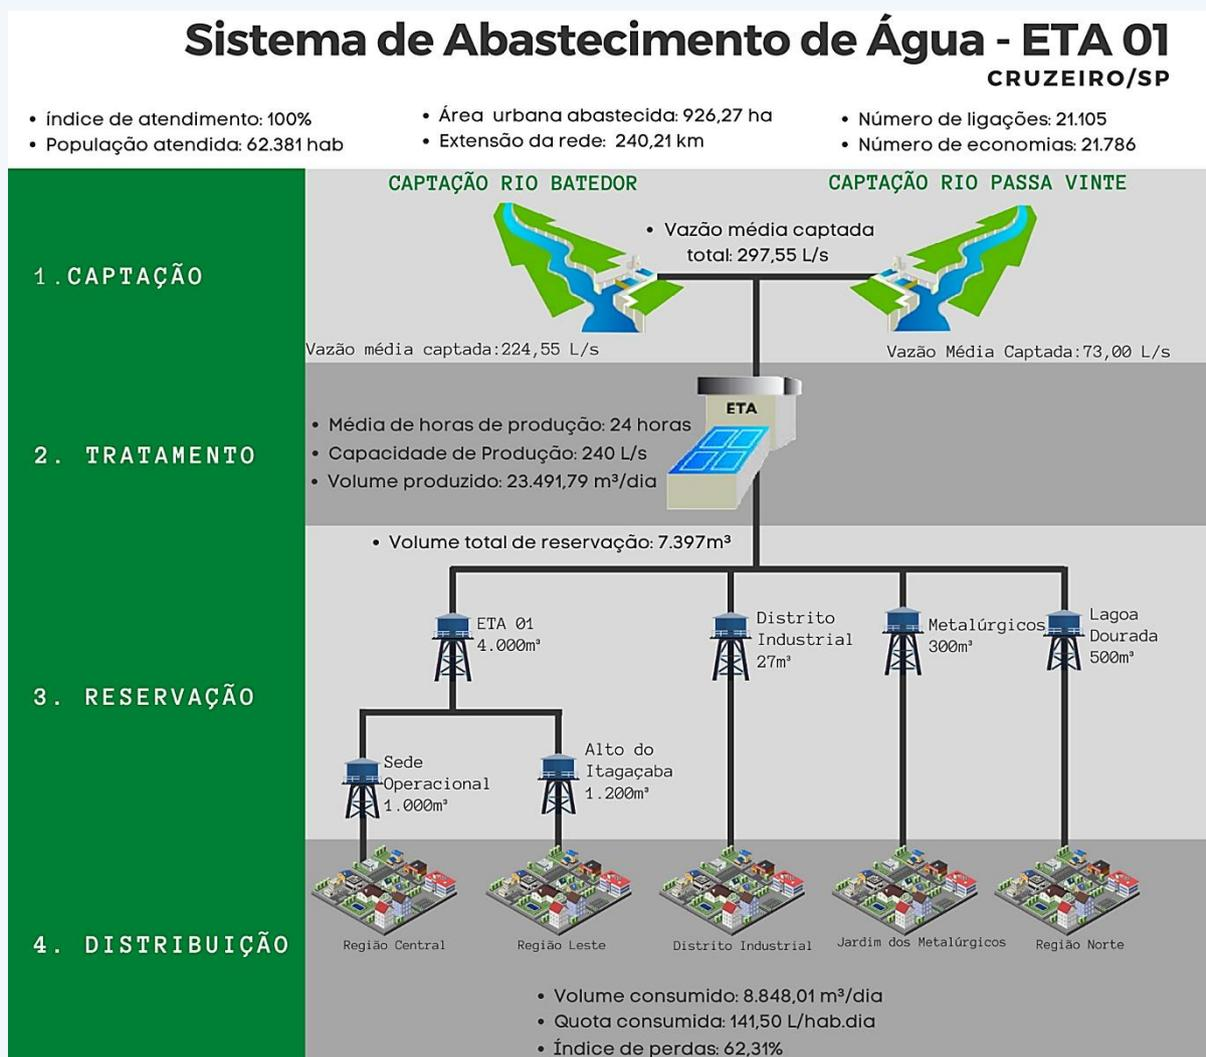 Sistema de Abastecimento de Água - ETA 01
CRUZEIRO/SP
• índice de atendimento: 100%
• População atendida: 62.381 hab
• Área urbana abastecida: 926,27 ha
• Extensão da rede: 240,21 km
• Número de ligações: 21.105
• Número de economias: 21.786
1.CAPTAÇÃO
CAPTAÇÃO RIO BATEDOR
CAPTAÇÃO RIO PASSA VINTE
• Vazão média captada
total: 297,55 L/s
Vazão média captada:224,55 L/s
Vazão Média Captada:73,00 L/s
2. TRATAMENTO
ETA
• Média de horas de produção: 24 horas
• Capacidade de Produção: 240 L/s
• Volume produzido: 23.491,79 m³/dia
3. RESERVAÇÃO
• Volume total de reservação: 7.397m³
ETA 01
4.000m³
Distrito
Industrial
27m³
Metalúrgicos
300m³
Lagoa
Dourada
500m³
Sede
Operacional
1.000m³
Alto do
Itagaçaba
1.200m³
4. DISTRIBUIÇÃO
Região Central
Região Leste
Distrito Industrial
Jardim dos Metalúrgicos
Região Norte
• Volume consumido: 8.848,01 m³/dia
• Quota consumida: 141,50 L/hab.dia
• Índice de perdas: 62,31%